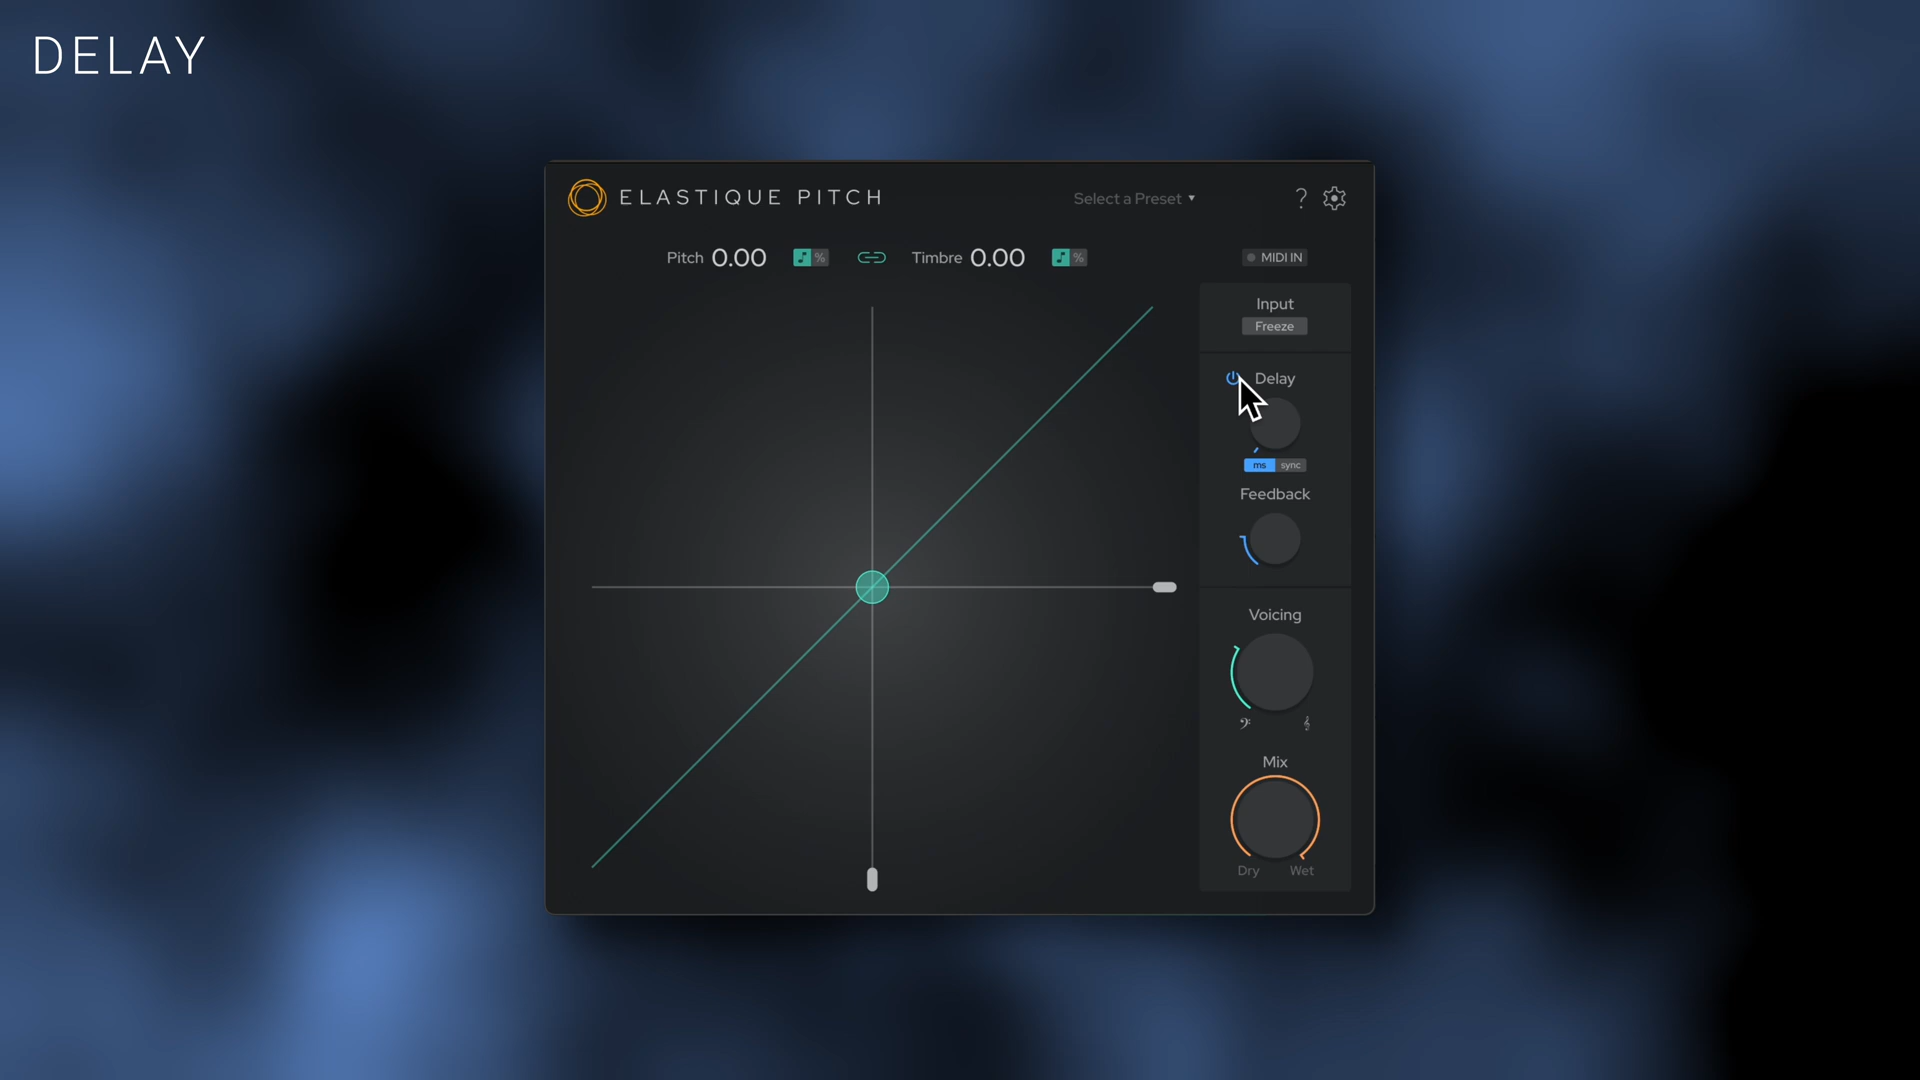 DELAY
ELASTIQUE PITCH
Select a Preset
?
Pitch 0.00 % Timbre 0.00 % MIDI IN
Input
Freeze
Delay
ms sync
Feedback
Voicing
Mix
Dry Wet